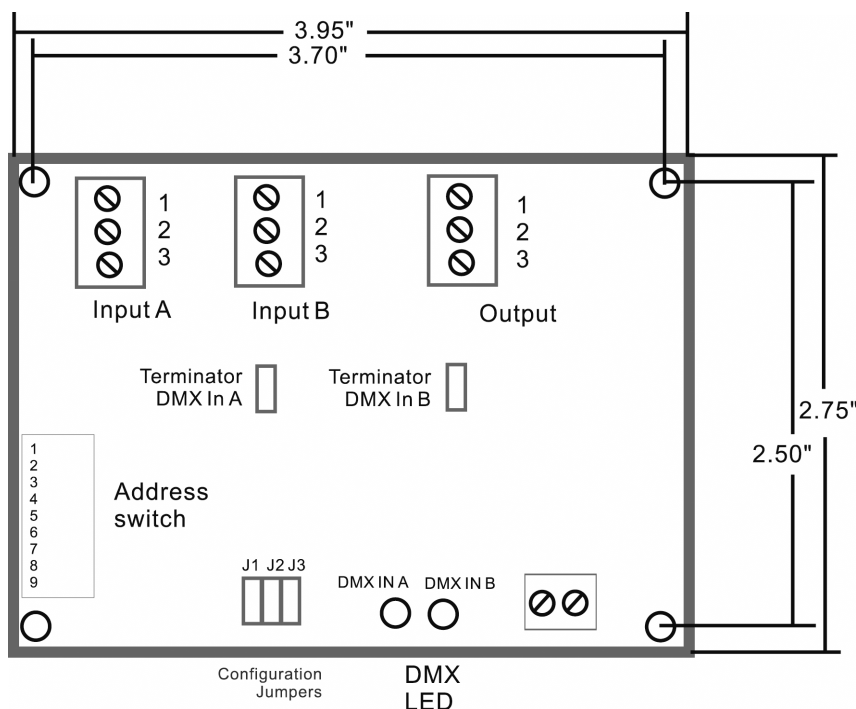 3.95"
3.70"
1
2
3
1
2
3
1
2
3
Input A
Input B
Output
Terminator
DMX In A
Terminator
DMX In B
2.75"
2.50"
1
2
3
4
5
6
7
8
9
Address
switch
J1 J2 J3
DMX IN A
DMX IN B
Configuration
Jumpers
DMX
LED